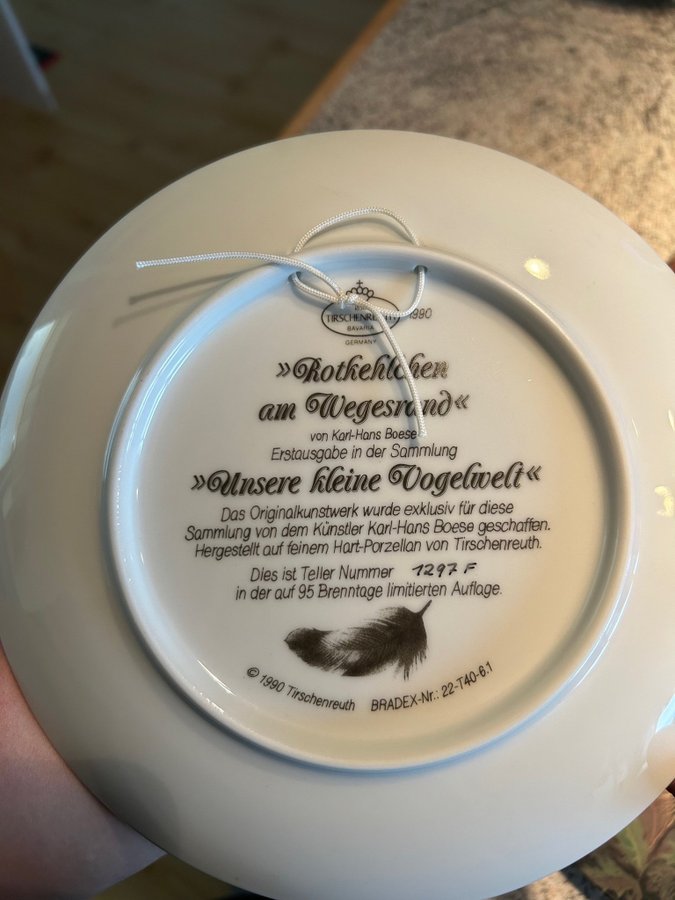 TIRSCHENREUTH
BAVARIA
GERMANY
1990
»Rotkehlchen
am Wegesrand«
von Karl-Hans Boese
Erstausgabe in der Sammlung
»Unsere kleine Vogelwelt«
Das Originalkunstwerk wurde exklusiv für diese
Sammlung von dem Künstler Karl-Hans Boese geschaffen.
Hergestellt auf feinem Hart-Porzellan von Tirschenreuth.
Dies ist Teller Nummer 1297 F
in der auf 95 Brenntage limitierten Auflage.
© 1990 Tirschenreuth BRADEX-Nr.: 22-T40-6.1